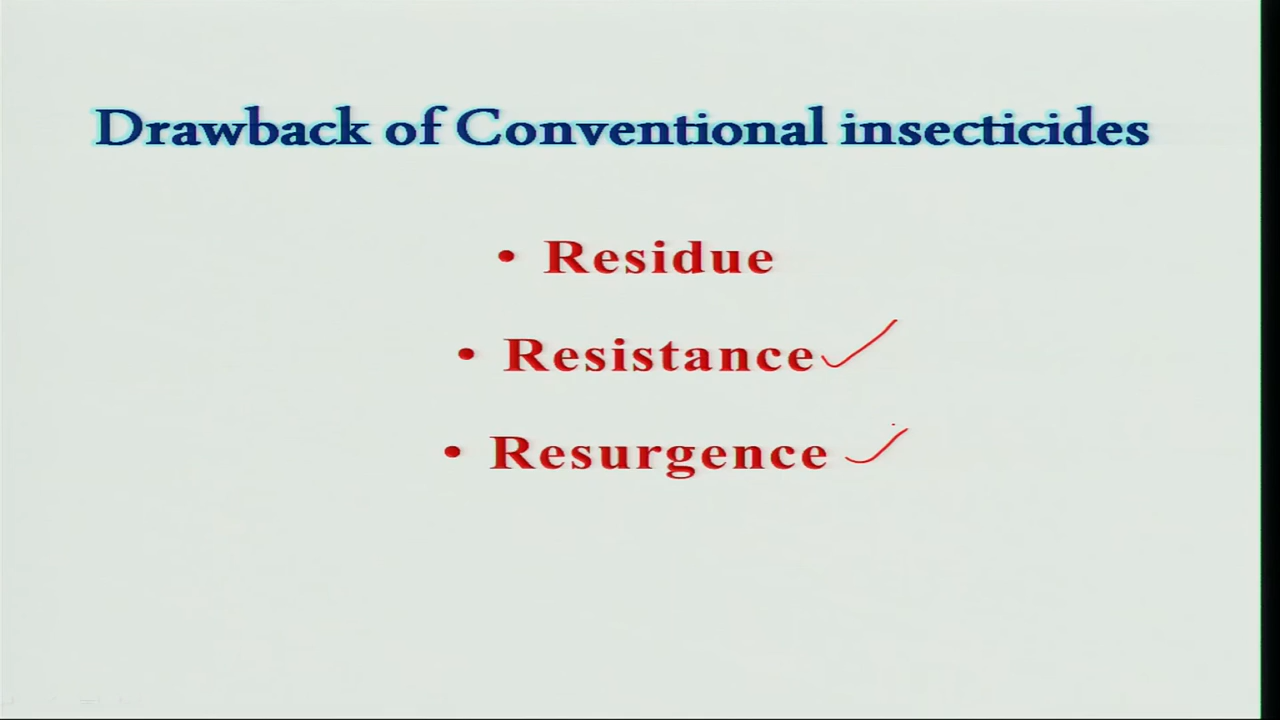 Drawback of Conventional insecticides
• Residue
• Resistance
• Resurgence